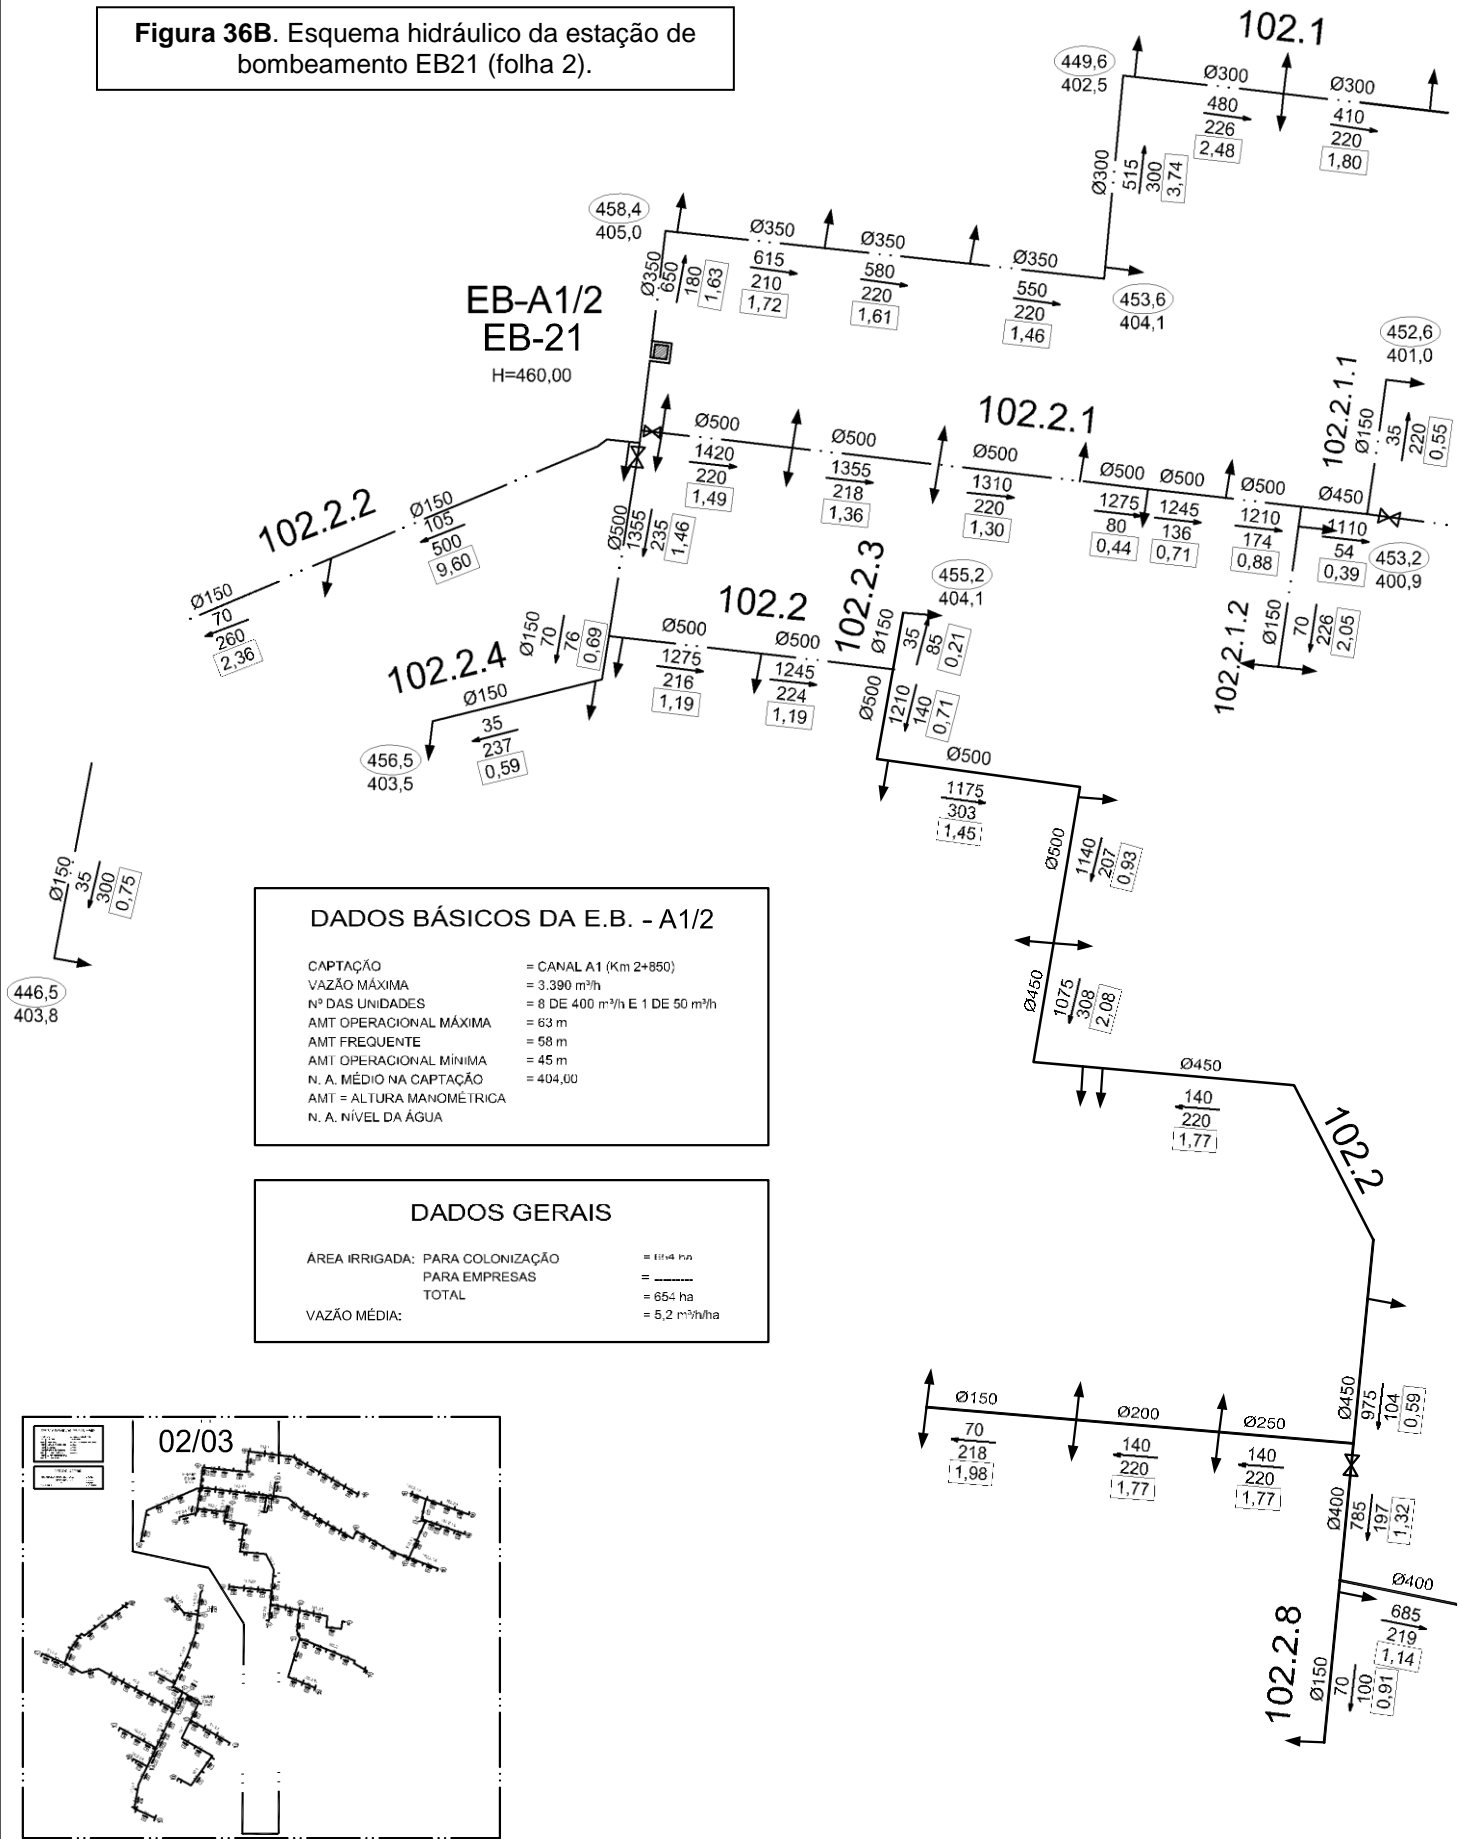 Figura 36B. Esquema hidráulico da estação de
bombeamento EB21 (folha 2).
102.1
449,6
402,5
Ø300
480
226
2,48
Ø300
410
220
1,80
Ø300
515
300
3,74
458,4
405,0
Ø350
650
180
1,63
Ø350
615
210
1,72
Ø350
580
220
1,61
Ø350
550
220
1,46
453,6
404,1
EB-A1/2
EB-21
H=460,00
452,6
401,0
102.2.1.1
Ø150
35
220
0,55
102.2.1
Ø500
1420
220
1,49
Ø500
1355
218
1,36
Ø500
1310
220
1,30
Ø500
1275
80
0,44
Ø500
1245
136
0,71
Ø500
1210
174
0,88
Ø450
1110
54
0,39
453,2
400,9
102.2.1.2
Ø150
70
226
2,05
102.2.2
Ø150
105
500
9,60
Ø150
70
260
2,36
Ø500
1355
235
1,46
102.2
Ø500
1275
216
1,19
Ø500
1245
224
1,19
102.2.3
455,2
404,1
Ø150
35
85
0,21
Ø150
70
76
0,69
102.2.4
Ø150
35
237
0,59
456,5
403,5
Ø500
1210
140
0,71
Ø500
1175
303
1,45
Ø500
1140
207
0,93
Ø150
35
300
0,75
446,5
403,8
Ø450
1075
308
2,08
Ø450
140
220
1,77
102.2
DADOS BÁSICOS DA E.B. - A1/2
CAPTAÇÃO = CANAL A1 (Km 2+850)
VAZÃO MÁXIMA = 3.390 m³/h
Nº DAS UNIDADES = 8 DE 400 m³/h E 1 DE 50 m³/h
AMT OPERACIONAL MÁXIMA = 63 m
AMT FREQUENTE = 58 m
AMT OPERACIONAL MÍNIMA = 45 m
N. A. MÉDIO NA CAPTAÇÃO = 404,00
AMT = ALTURA MANOMÉTRICA
N. A. NÍVEL DA ÁGUA
DADOS GERAIS
ÁREA IRRIGADA: PARA COLONIZAÇÃO = 654 ha
PARA EMPRESAS = ---------
TOTAL = 654 ha
VAZÃO MÉDIA: = 5,2 m³/h/ha
Ø450
975
104
0,59
Ø150
70
218
1,98
Ø200
140
220
1,77
Ø250
140
220
1,77
Ø400
785
197
1,32
Ø400
685
219
1,14
102.2.8
Ø150
70
100
0,91
02/03